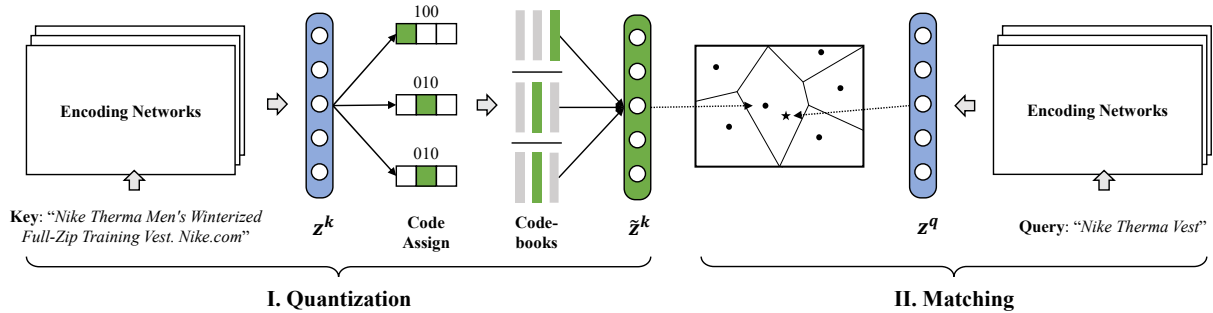 100
010
010
Encoding Networks
Encoding Networks
Key: “Nike Therma Men's Winterized
Full-Zip Training Vest. Nike.com”
z^k
Code
Assign
Code-
books
z̃^k
z^q
Query: “Nike Therma Vest”
I. Quantization
II. Matching